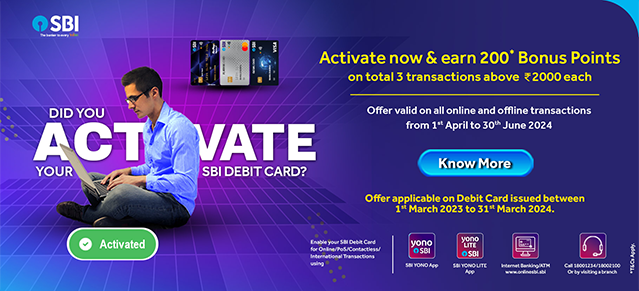 SBI
The banker to every Indian
DID YOU
ACTIVATE
YOUR SBI DEBIT CARD?
Activated
VISA
Activate now & earn 200* Bonus Points
on total 3 transactions above ₹2000 each
Offer valid on all online and offline transactions
from 1st April to 30th June 2024
Know More
Offer applicable on Debit Card issued between
1st March 2023 to 31st March 2024.
Enable your SBI Debit Card
for Online/PoS/Contactless/
International Transactions
using
yono
SBI
SBI YONO App
yono
LITE
SBI
SBI YONO LITE
App
Internet Banking/ATM
www.onlinesbi.sbi
Call 18001234/18002100
Or by visiting a branch
*T&Cs Apply.